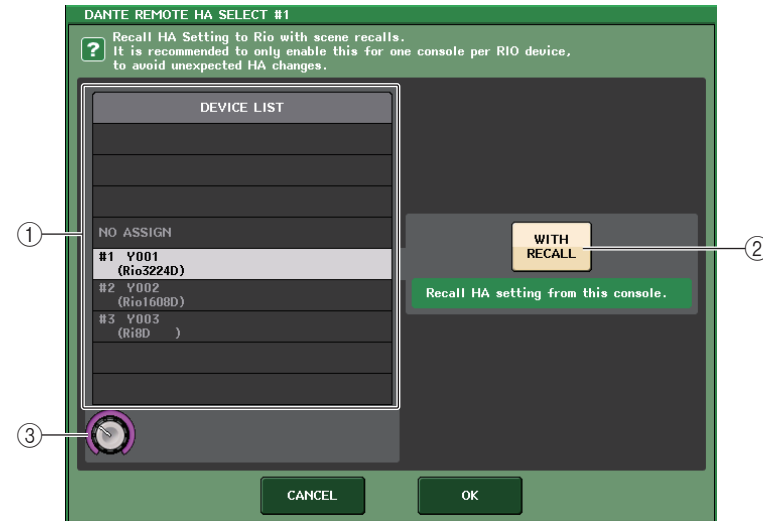 DANTE REMOTE HA SELECT #1
? Recall HA Setting to Rio with scene recalls.
It is recommended to only enable this for one console per RIO device,
to avoid unexpected HA changes.
DEVICE LIST
NO ASSIGN
#1 Y001
(Rio3224D)
#2 Y002
(Rio1608D)
#3 Y003
(Ri8D )
WITH
RECALL
Recall HA setting from this console.
1
2
3
CANCEL
OK